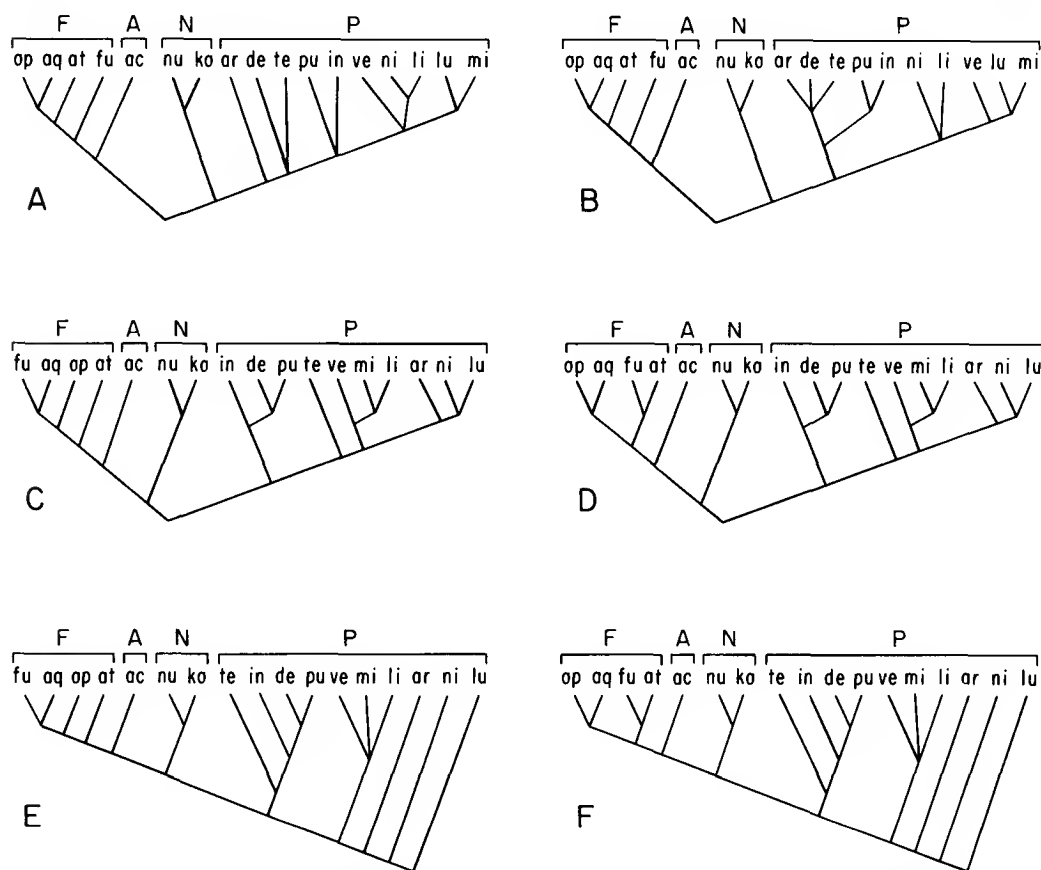 F A N P
op aq at fu ac nu ko ar de te pu in ve ni li lu mi
A
F A N P
op aq at fu ac nu ko ar de te pu in ni li ve lu mi
B
F A N P
fu aq op at ac nu ko in de pu te ve mi li ar ni lu
C
F A N P
op aq fu at ac nu ko in de pu te ve mi li ar ni lu
D
F A N P
fu aq op at ac nu ko te in de pu ve mi li ar ni lu
E
F A N P
op aq fu at ac nu ko te in de pu ve mi li ar ni lu
F